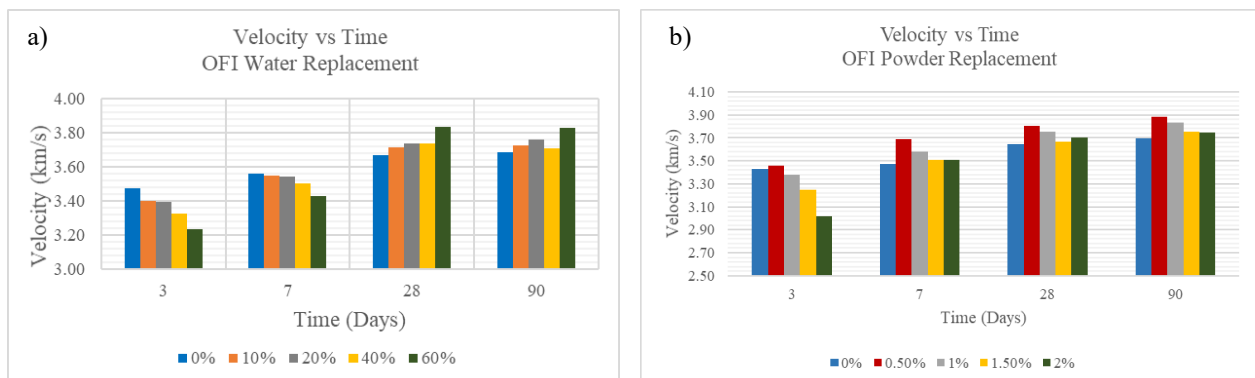 a)
Velocity vs Time
OFI Water Replacement
Velocity (km/s)
4.00
3.80
3.60
3.40
3.20
3.00
3 7 28 90
Time (Days)
0% 10% 20% 40% 60%
b)
Velocity vs Time
OFI Powder Replacement
Velocity (km/s)
4.10
3.90
3.70
3.50
3.30
3.10
2.90
2.70
2.50
3 7 28 90
Time (Days)
0% 0.50% 1% 1.50% 2%